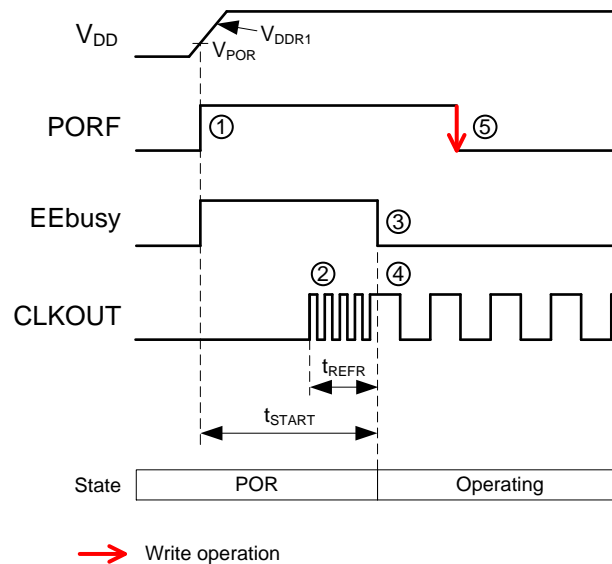 VDD
VDDR1
VPOR
PORF
①
⑤
EEbusy
③
②
④
CLKOUT
tREFR
tSTART
State POR Operating
Write operation